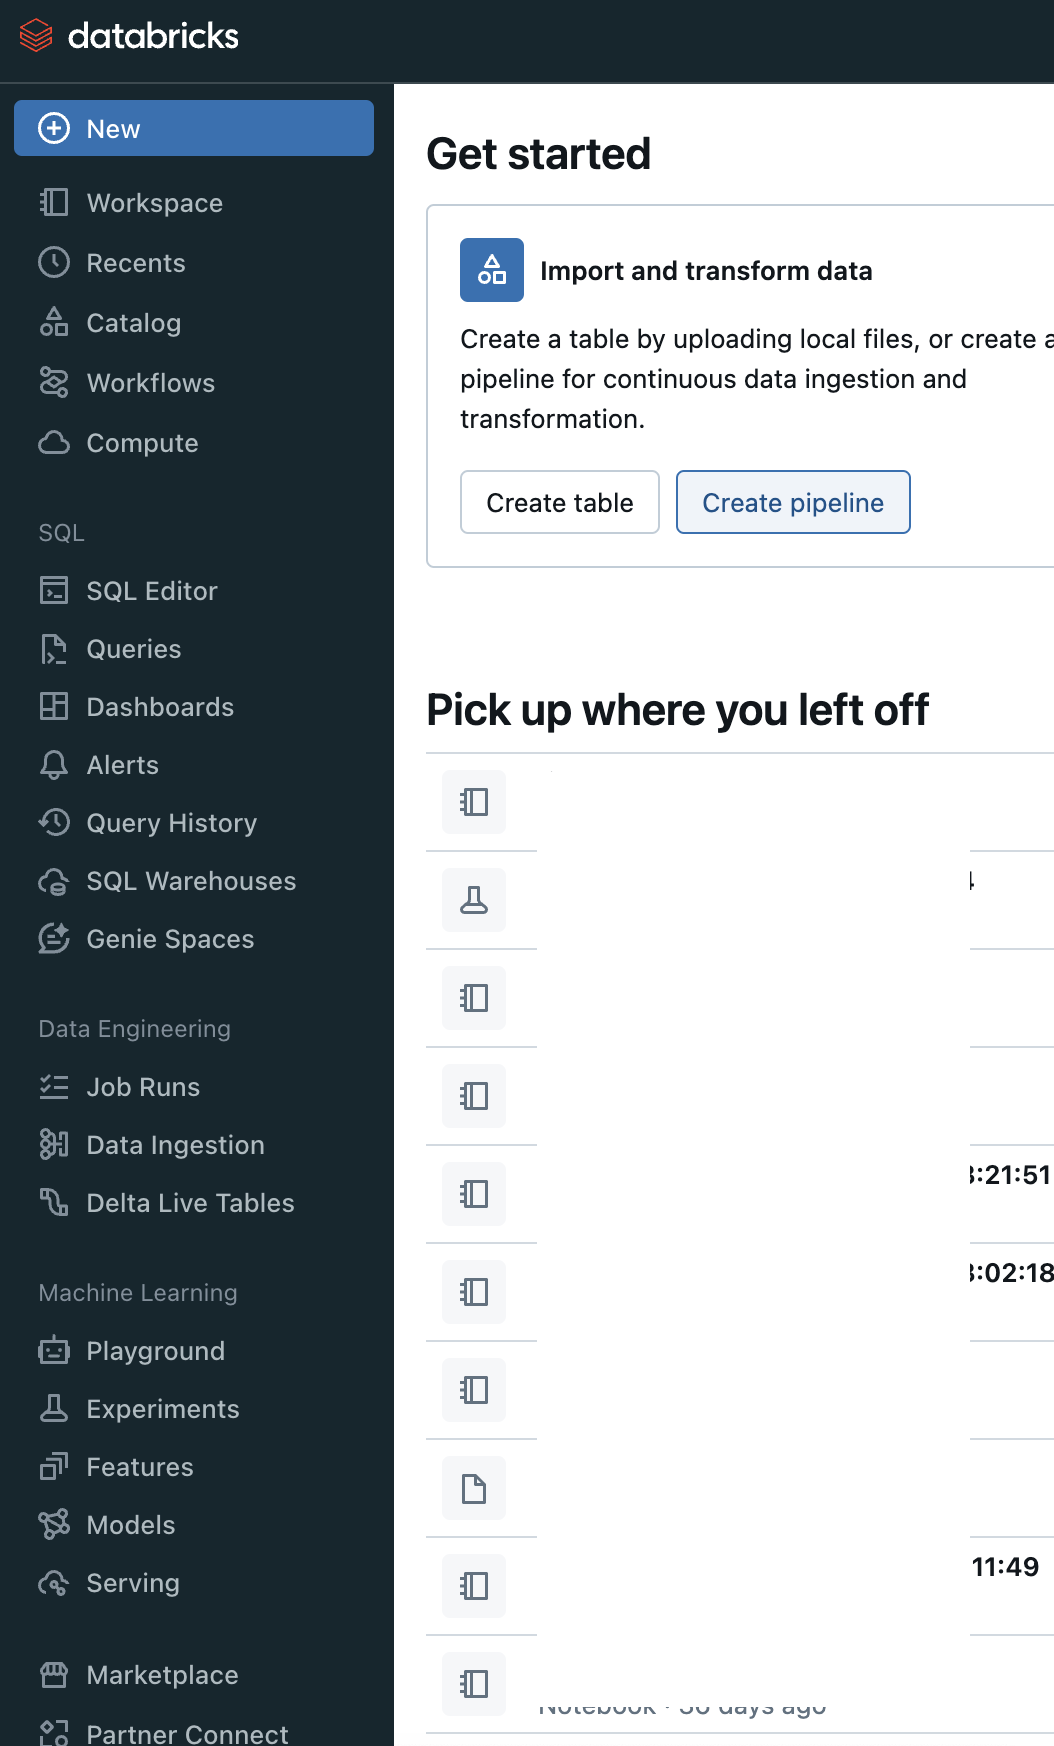 databricks
New
Workspace
Recents
Catalog
Workflows
Compute
SQL
SQL Editor
Queries
Dashboards
Alerts
Query History
SQL Warehouses
Genie Spaces
Data Engineering
Job Runs
Data Ingestion
Delta Live Tables
Machine Learning
Playground
Experiments
Features
Models
Serving
Marketplace
Partner Connect
Get started
Import and transform data
Create a table by uploading local files, or create a
pipeline for continuous data ingestion and
transformation.
Create table
Create pipeline
Pick up where you left off
:21:51
:02:18
11:49
Notebook · days ago